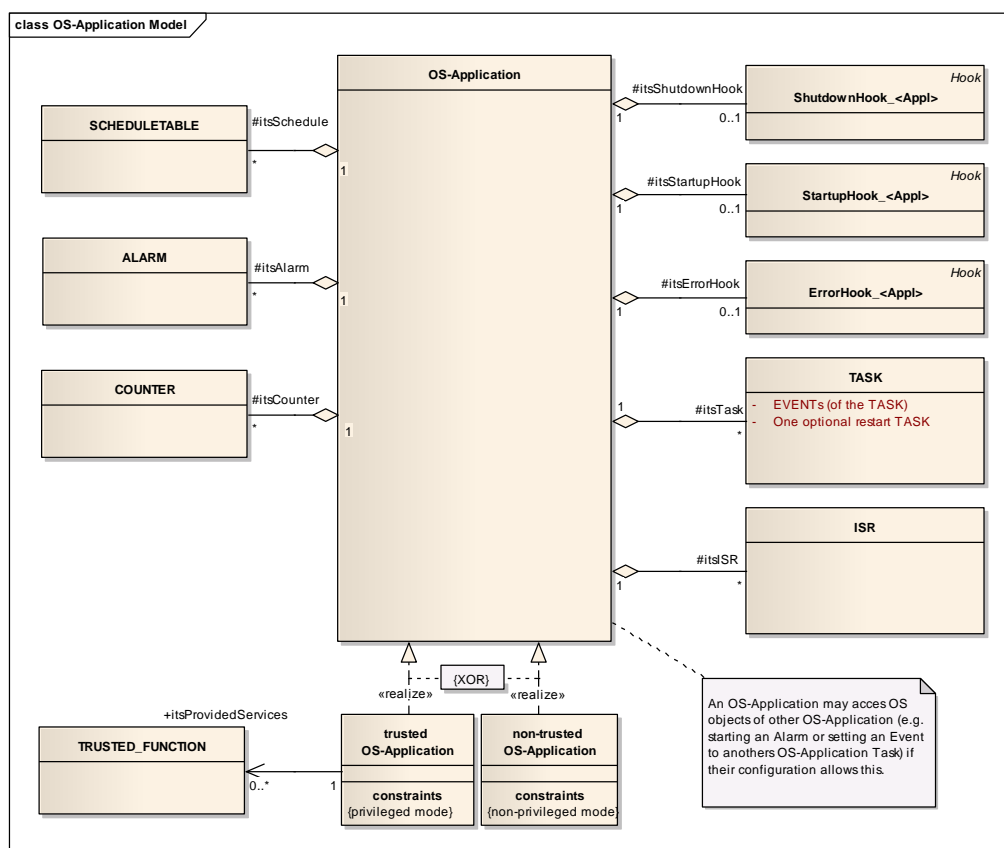 class OS-Application Model
OS-Application
SCHEDULETABLE
#itsSchedule
*
1
ALARM
#itsAlarm
*
1
COUNTER
#itsCounter
*
1
#itsShutdownHook
1
0..1
Hook
ShutdownHook_<Appl>
#itsStartupHook
1
0..1
Hook
StartupHook_<Appl>
#itsErrorHook
1
0..1
Hook
ErrorHook_<Appl>
1
#itsTask
*
TASK
- EVENTs (of the TASK)
- One optional restart TASK
#itsISR
1
*
ISR
{XOR}
«realize»
«realize»
+itsProvidedServices
TRUSTED_FUNCTION
0..*
1
trusted
OS-Application
constraints
{privileged mode}
non-trusted
OS-Application
constraints
{non-privileged mode}
An OS-Application may acces OS
objects of other OS-Application (e.g.
starting an Alarm or setting an Event
to anothers OS-Application Task) if
their configuration allows this.